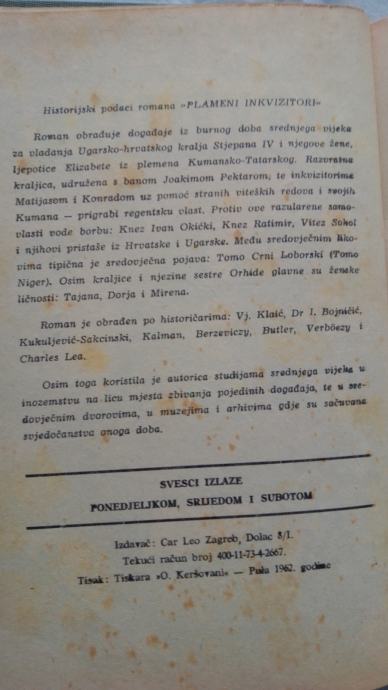 Historijski podaci romana »PLAMENI INKVIZITORI«
Roman obrađuje događaje iz burnog doba srednjega vijeka
za vladanja Ugarsko-hrvatskog kralja Stjepana IV i njegove žene,
ljepotice Elizabete iz plemena Kumansko-Tatarskog. Razvratna
kraljica, udružena s banom Joakimom Pektarom, te inkvizitorima
Matijasom i Konradom uz pomoć stranih viteških redova i svojih
Kumana — prigrabi regentsku vlast. Protiv ove razularene samo-
vlasti vode borbu: Knez Ivan Okićki, Knez Ratimir, Vitez Sokol
i njihovi pristaše iz Hrvatske i Ugarske. Među sredovječnim liko-
vima tipična je sredovječna pojava: Tomo Crni Loborski (Tomo
Niger). Osim kraljice i njezine sestre Orhide glavne su ženske
ličnosti: Tajana, Dorja i Mirena.
Roman je obrađen po historičarima: Vj. Klaić, Dr I. Bojničić,
Kukuljević-Sakcinski, Kalman, Berzeviczy, Butler, Verböezy i
Charles Lea.
Osim toga koristila je autorica studijama srednjega vijeka u
inozemstvu na licu mjesta zbivanja pojedinih događaja, te u sre-
dovječnim dvorovima, u muzejima i arhivima gdje su sačuvana
svjedočanstva onoga doba.
SVESCI IZLAZE
PONEDJELJKOM, SRIJEDOM I SUBOTOM
Izdavač: Car Leo Zagreb, Dolac 8/I.
Tekući račun broj 400-11-73-4-2667.
Tisak: Tiskara »O. Keršovani« — Pula 1962. godine